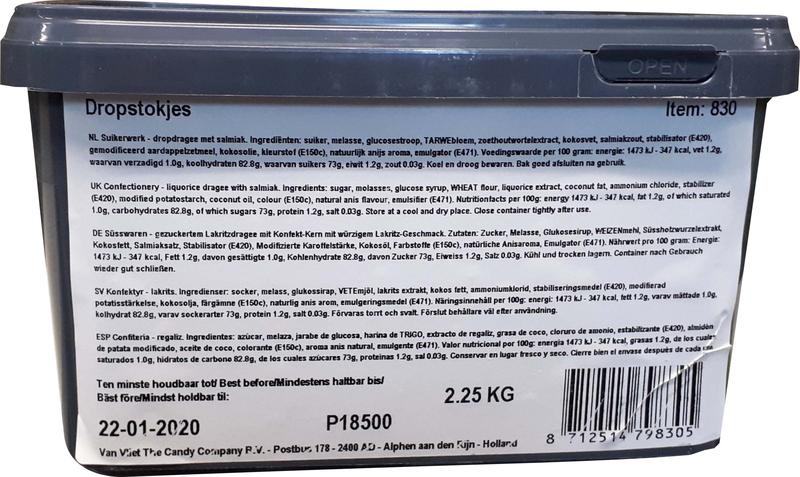 OPEN
Dropstokjes
Item: 830
NL Suikerwerk - dropdragee met salmiak. Ingrediënten: suiker, melasse, glucosestroop, TARWEbloem, zoethoutwortelextract, kokosvet, salmiakzout, stabilisator (E420),
gemodificeerd aardappelzetmeel, kokosolie, kleurstof (E150c), natuurlijk anijs aroma, emulgator (E471). Voedingswaarde per 100 gram: energie: 1473 kJ - 347 kcal, vet 1.2g,
waarvan verzadigd 1.0g, koolhydraten 82.8g, waarvan suikers 73g, eiwit 1.2g, zout 0.03g. Koel en droog bewaren. Bak goed afsluiten na gebruik.
UK Confectionery - liquorice dragee with salmiak. Ingredients: sugar, molasses, glucose syrup, WHEAT flour, liquorice extract, coconut fat, ammonium chloride, stabilizer
(E420), modified potatostarch, coconut oil, colour (E150c), natural anis flavour, emulsifier (E471). Nutritionfacts per 100g: energy 1473 kJ - 347 kcal, fat 1.2g, of which saturated
1.0g, carbohydrates 82.8g, of which sugars 73g, protein 1.2g, salt 0.03g. Store at a cool and dry place. Close container tightly after use.
DE Süsswaren - gezuckertem Lakridzdragee mit Konfekt-Kern mit würzigem Lakritz-Geschmack. Zutaten: Zucker, Melasse, Glukosesirup, WEIZENmehl, Süssholzwurzelextrakt,
Kokosfett, Salmiaksatz, Stabilisator (E420), Modifizierte Karoffelstärke, Kokosöl, Farbstoffe (E150c), natürliche Anisaroma, Emulgator (E471). Nährwert pro 100 gram: Energie:
1473 kJ - 347 kcal, Fett 1.2g, davon gesättigte 1.0g, Kohlenhydrate 82.8g, davon Zucker 73g, Eiweiss 1.2g, Salz 0.03g. Kühl und trocken lagern. Container nach Gebrauch
wieder gut schließen.
SV Konfektyr - lakrits. Ingredienser: socker, melass, glukossirap, VETEmjöl, lakrits extrakt, kokos fett, ammoniumklorid, stabiliseringsmedel (E420), modifierad
potatisstärkelse, kokosolja, färgämne (E150c), naturlig anis arom, emulgeringsmedel (E471). Näringsinnehåll per 100g: energi: 1473 kJ - 347 kcal, fett 1.2g, varav mättade 1.0g,
kolhydrat 82.8g, varav sockerarter 73g, protein 1.2g, salt 0.03g. Förvaras torrt och svalt. Förslut behållare väl efter användning.
ESP Confiteria - regaliz. Ingredientes: azúcar, melaza, jarabe de glucosa, harina de TRIGO, extracto de regaliz, grasa de coco, cloruro de amonio, estabilizante (E420), almidón
de patata modificado, aceite de coco, colorante (E150c), aroma anis natural, emulgente (E471). Valor nutricional por 100g: energia 1473 kJ - 347 kcal, grasas 1.2g, de los cuales
saturados 1.0g, hidratos de carbono 82.8g, de los cuales azúcares 73g, proteinas 1.2g, sal 0.03g. Conservar en lugar fresco y seco. Cierre bien el envase después de cada uso
Ten minste houdbaar tot/ Best before/Mindestens haltbar bis/
Bäst före/Mindst holdbar til:
2.25 KG
22-01-2020
P18500
8 712514 798305
Van Vliet The Candy Company B.V. - Postbus 178 - 2400 AD - Alphen aan den Rijn - Holland